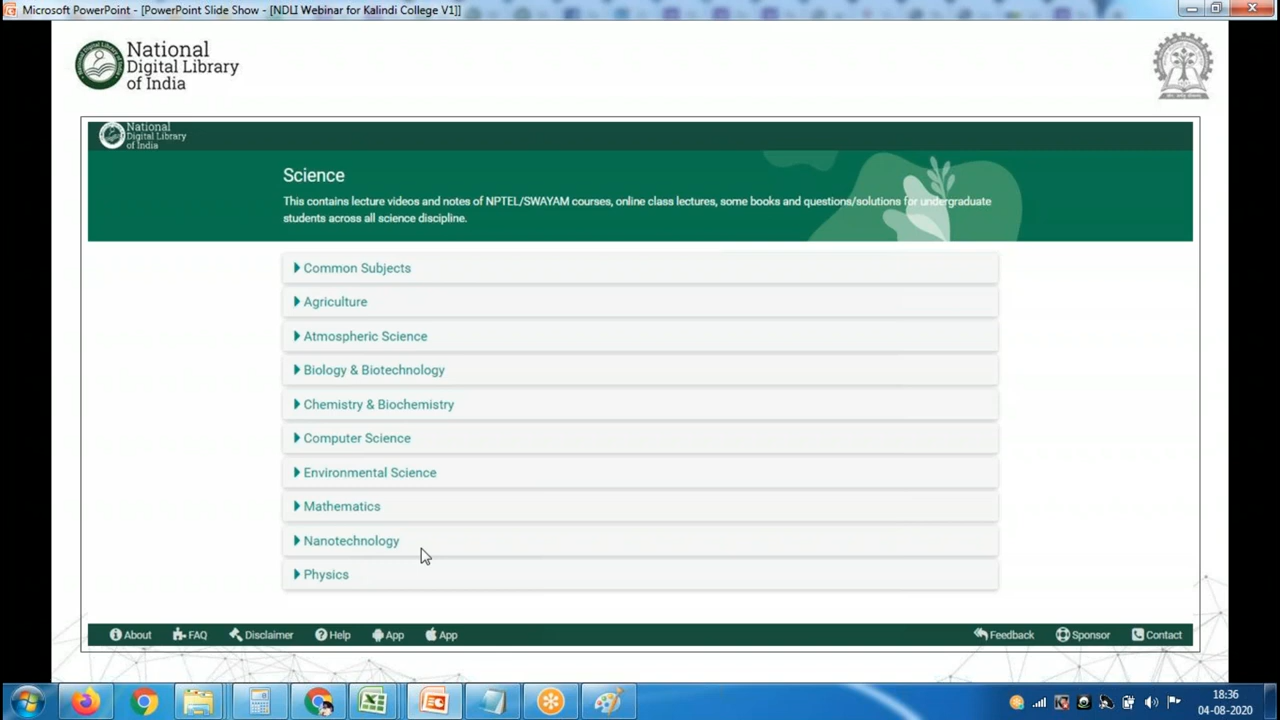 Microsoft PowerPoint - [PowerPoint Slide Show - [NDLI Webinar for Kalindi College V1]]
National
Digital Library
of India
National
Digital Library
of India
Science
This contains lecture videos and notes of NPTEL/SWAYAM courses, online class lectures, some books and questions/solutions for undergraduate
students across all science discipline.
Common Subjects
Agriculture
Atmospheric Science
Biology & Biotechnology
Chemistry & Biochemistry
Computer Science
Environmental Science
Mathematics
Nanotechnology
Physics
About FAQ Disclaimer Help App App Feedback Sponsor Contact
18:36
04-08-2020